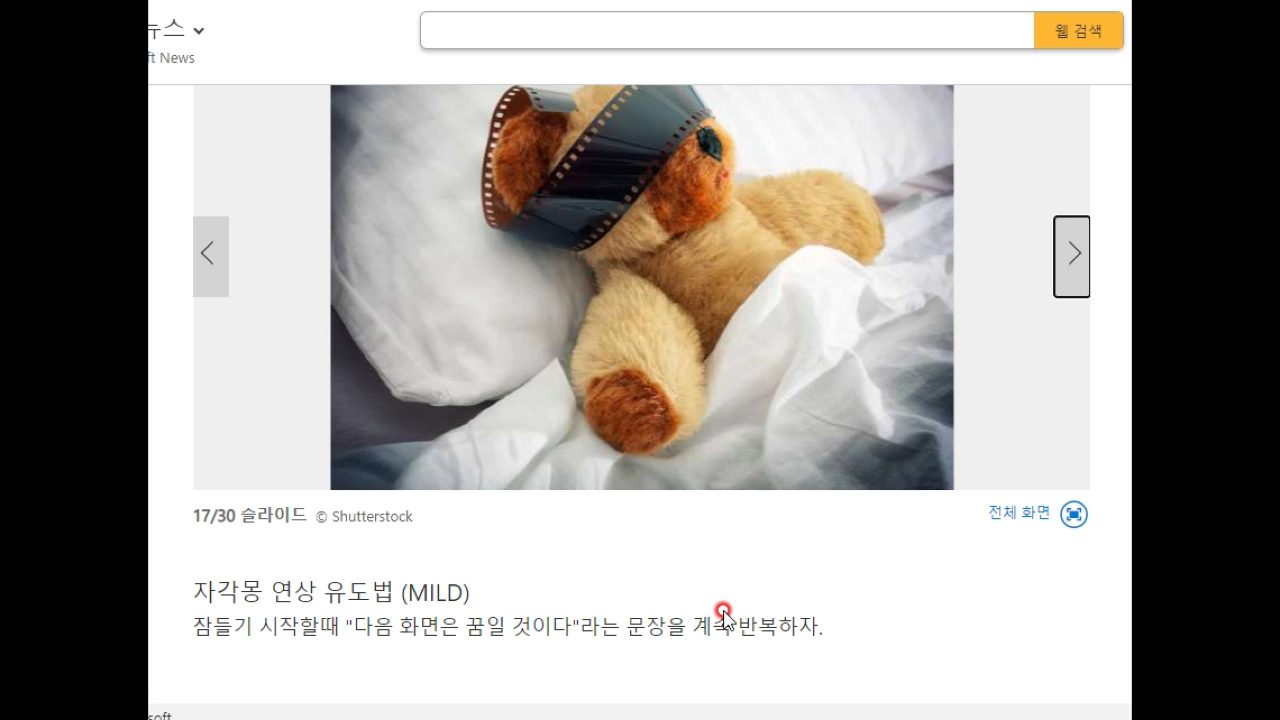 뉴스
ft News
웹 검색
17/30 슬라이드 © Shutterstock
전체 화면
자각몽 연상 유도법 (MILD)
잠들기 시작할때 "다음 화면은 꿈일 것이다"라는 문장을 계속 반복하자.
soft